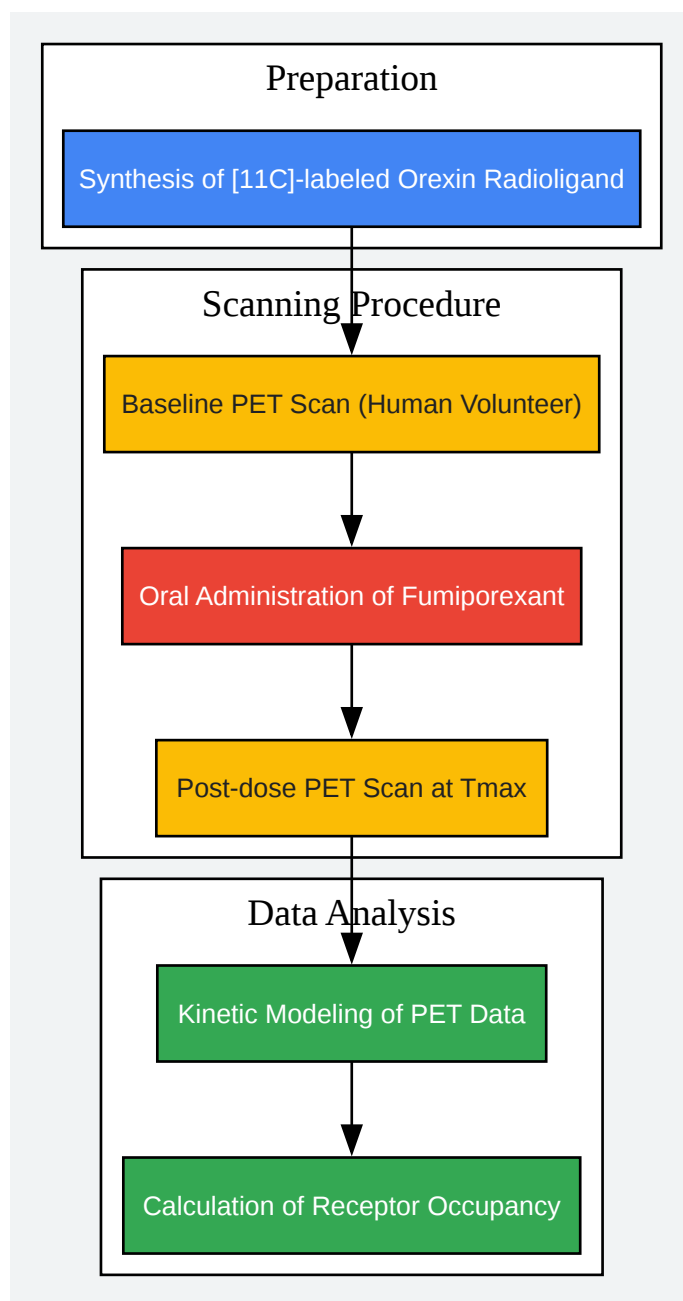 Preparation
Synthesis of [11C]-labeled Orexin Radioligand
Scanning Procedure
Baseline PET Scan (Human Volunteer)
Oral Administration of Fumiporexant
Post-dose PET Scan at Tmax
Data Analysis
Kinetic Modeling of PET Data
Calculation of Receptor Occupancy